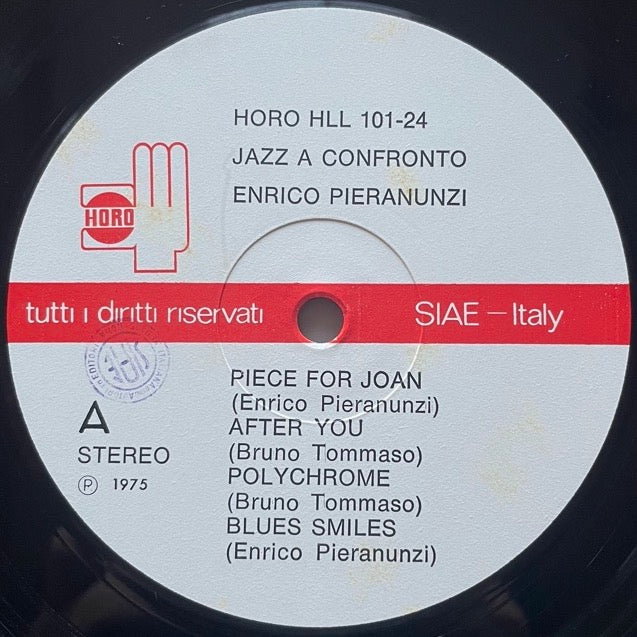 HORO HLL 101-24
JAZZ A CONFRONTO
ENRICO PIERANUNZI
HORO
tutti i diritti riservati
SIAE – Italy
PIECE FOR JOAN
(Enrico Pieranunzi)
AFTER YOU
(Bruno Tommaso)
POLYCHROME
(Bruno Tommaso)
BLUES SMILES
(Enrico Pieranunzi)
A
STEREO
℗ 1975